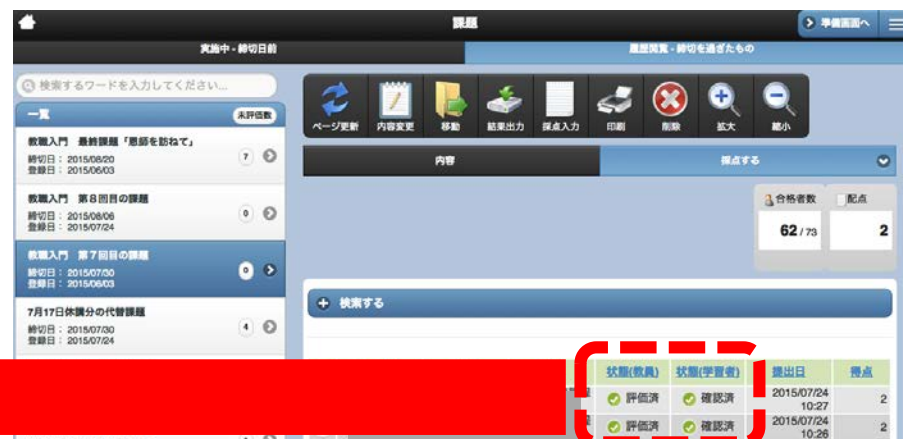 課題
準備画面へ
実施中 - 締切日前
履歴閲覧 - 締切を過ぎたもの
検索するワードを入力してください...
一覧
未評価数
ページ更新
内容変更
移動
結果出力
採点入力
印刷
削除
拡大
縮小
教職入門 最終課題「恩師を訪ねて」
締切日： 2015/08/20
登録日： 2015/06/03
7
内容
採点する
教職入門 第８回目の課題
締切日： 2015/08/06
登録日： 2015/07/24
0
合格者数
配点
62 / 73
2
教職入門 第７回目の課題
締切日： 2015/07/30
登録日： 2015/06/03
0
検索する
7月17日休講分の代替課題
締切日： 2015/07/30
登録日： 2015/07/24
4
状態(教員)
状態(学習者)
提出日
得点
評価済
確認済
2015/07/24
10:27
2
評価済
確認済
2015/07/24
10:26
2